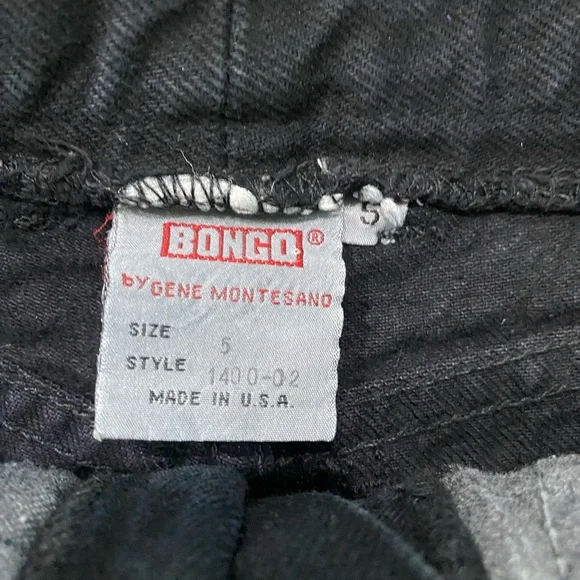 BONGO®
5
by GENE MONTESANO
SIZE 5
STYLE 1400-02
MADE IN U.S.A.